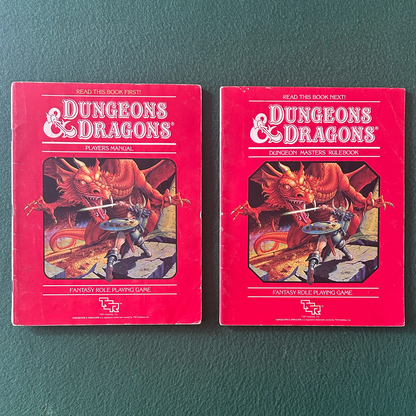 READ THIS BOOK FIRST!
DUNGEONS
& DRAGONS®
PLAYERS MANUAL
FANTASY ROLE PLAYING GAME
TSR
READ THIS BOOK NEXT!
DUNGEONS
& DRAGONS®
DUNGEON MASTERS RULEBOOK
FANTASY ROLE PLAYING GAME
TSR